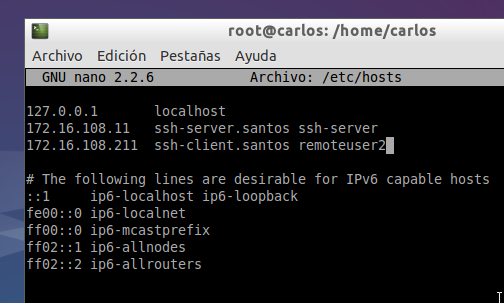 root@carlos: /home/carlos
Archivo Edición Pestañas Ayuda
GNU nano 2.2.6 Archivo: /etc/hosts
127.0.0.1 localhost
172.16.108.11 ssh-server.santos ssh-server
172.16.108.211 ssh-client.santos remoteuser2
# The following lines are desirable for IPv6 capable hosts
::1 ip6-localhost ip6-loopback
fe00::0 ip6-localnet
ff00::0 ip6-mcastprefix
ff02::1 ip6-allnodes
ff02::2 ip6-allrouters